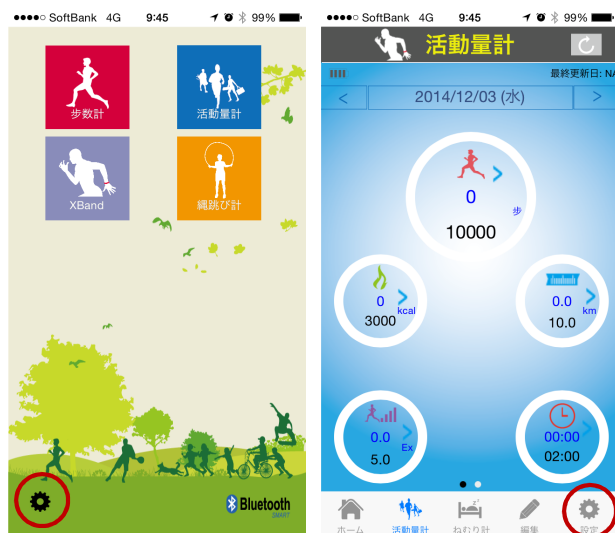 SoftBank 4G 9:45 99%
歩数計
活動量計
XBand
縄跳び計
Bluetooth
SMART
SoftBank 4G 9:45 99%
活動量計
最終更新日: NA
< 2014/12/03 (水) >
0
歩
10000
0
kcal
3000
0.0
km
10.0
0.0
Ex
5.0
00:00
02:00
ホーム 活動量計 ねむり計 編集 設定